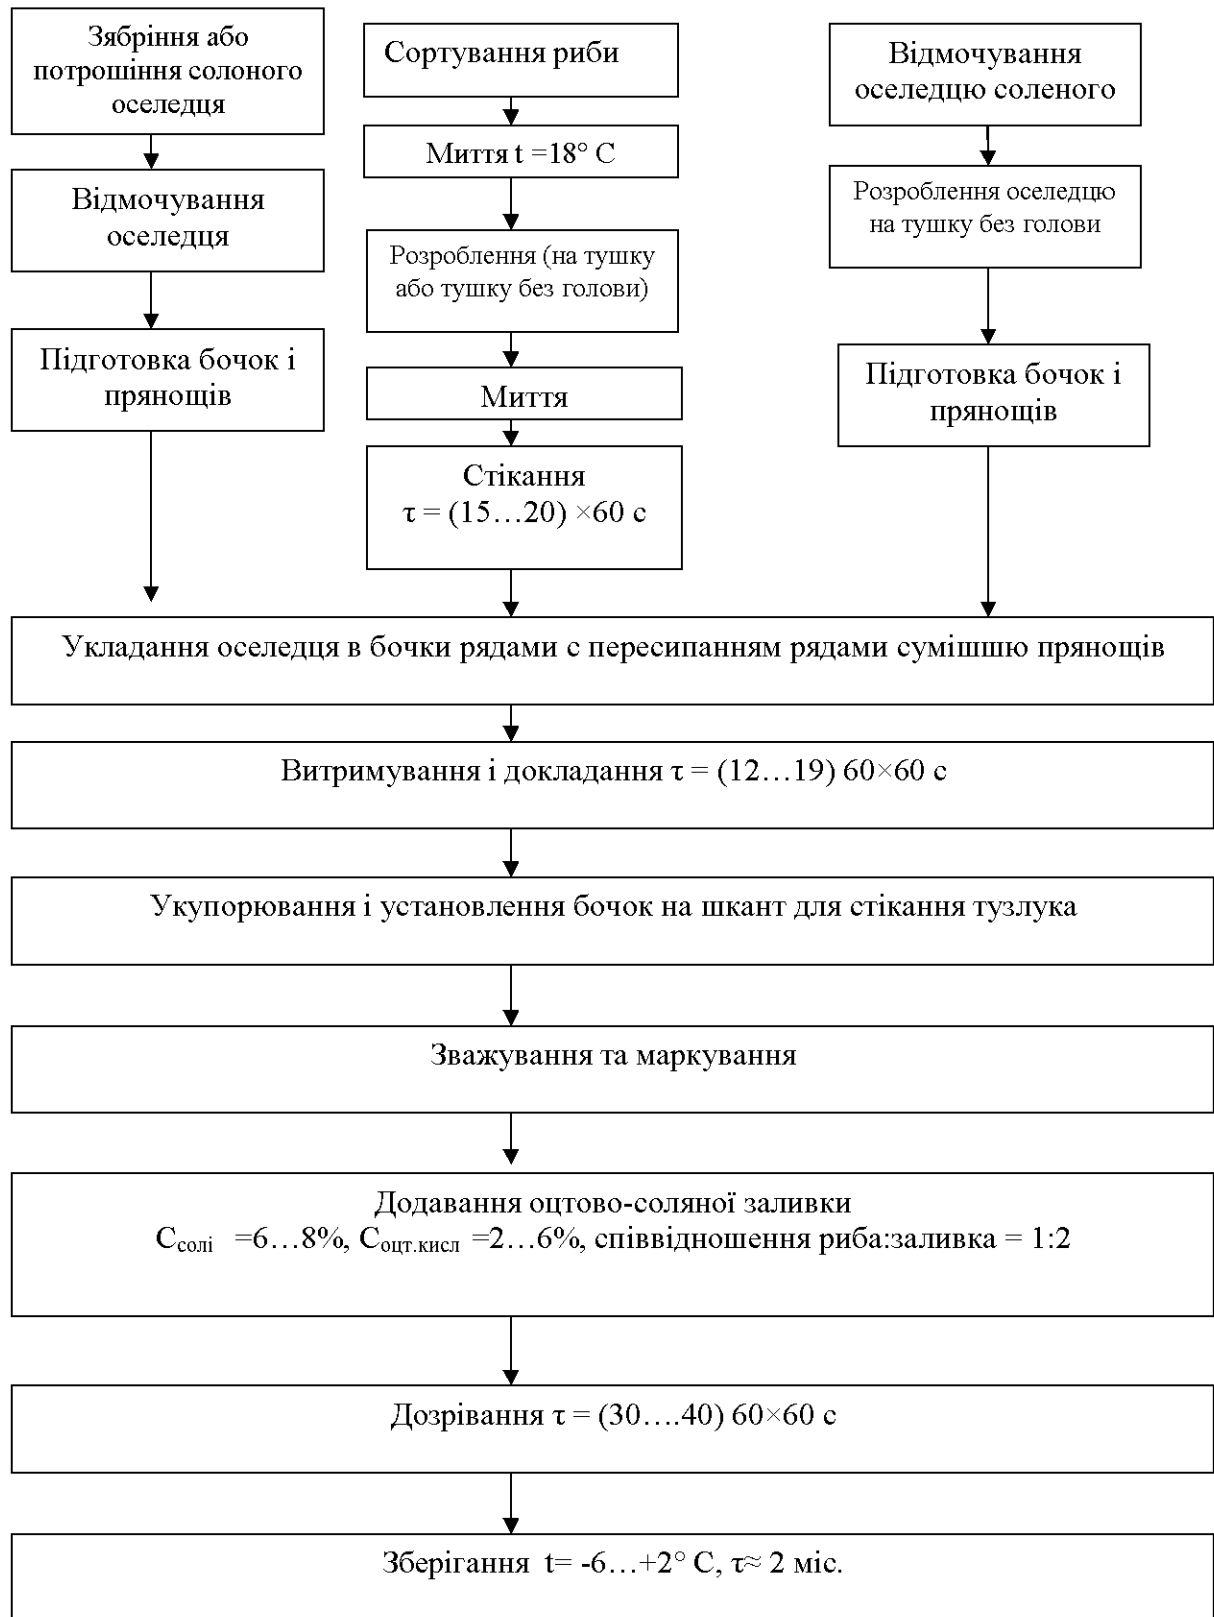 Зябріння або
потрошіння солоного
оселедця
Відмочування
оселедця
Підготовка бочок і
прянощів
Сортування риби
Миття t =18° С
Розроблення (на тушку
або тушку без голови)
Миття
Стікання
τ = (15…20) ×60 с
Відмочування
оселедцю соленого
Розроблення оселедцю
на тушку без голови
Підготовка бочок і
прянощів
Укладання оселедця в бочки рядами с пересипанням рядами сумішшю прянощів
Витримування і докладання τ = (12…19) 60×60 с
Укупорювання і установлення бочок на шкант для стікання тузлука
Зважування та маркування
Додавання оцтово-соляної заливки
Ссолі =6…8%, Соцт.кисл =2…6%, співвідношення риба:заливка = 1:2
Дозрівання τ = (30….40) 60×60 с
Зберігання t= -6…+2° С, τ≈ 2 міс.